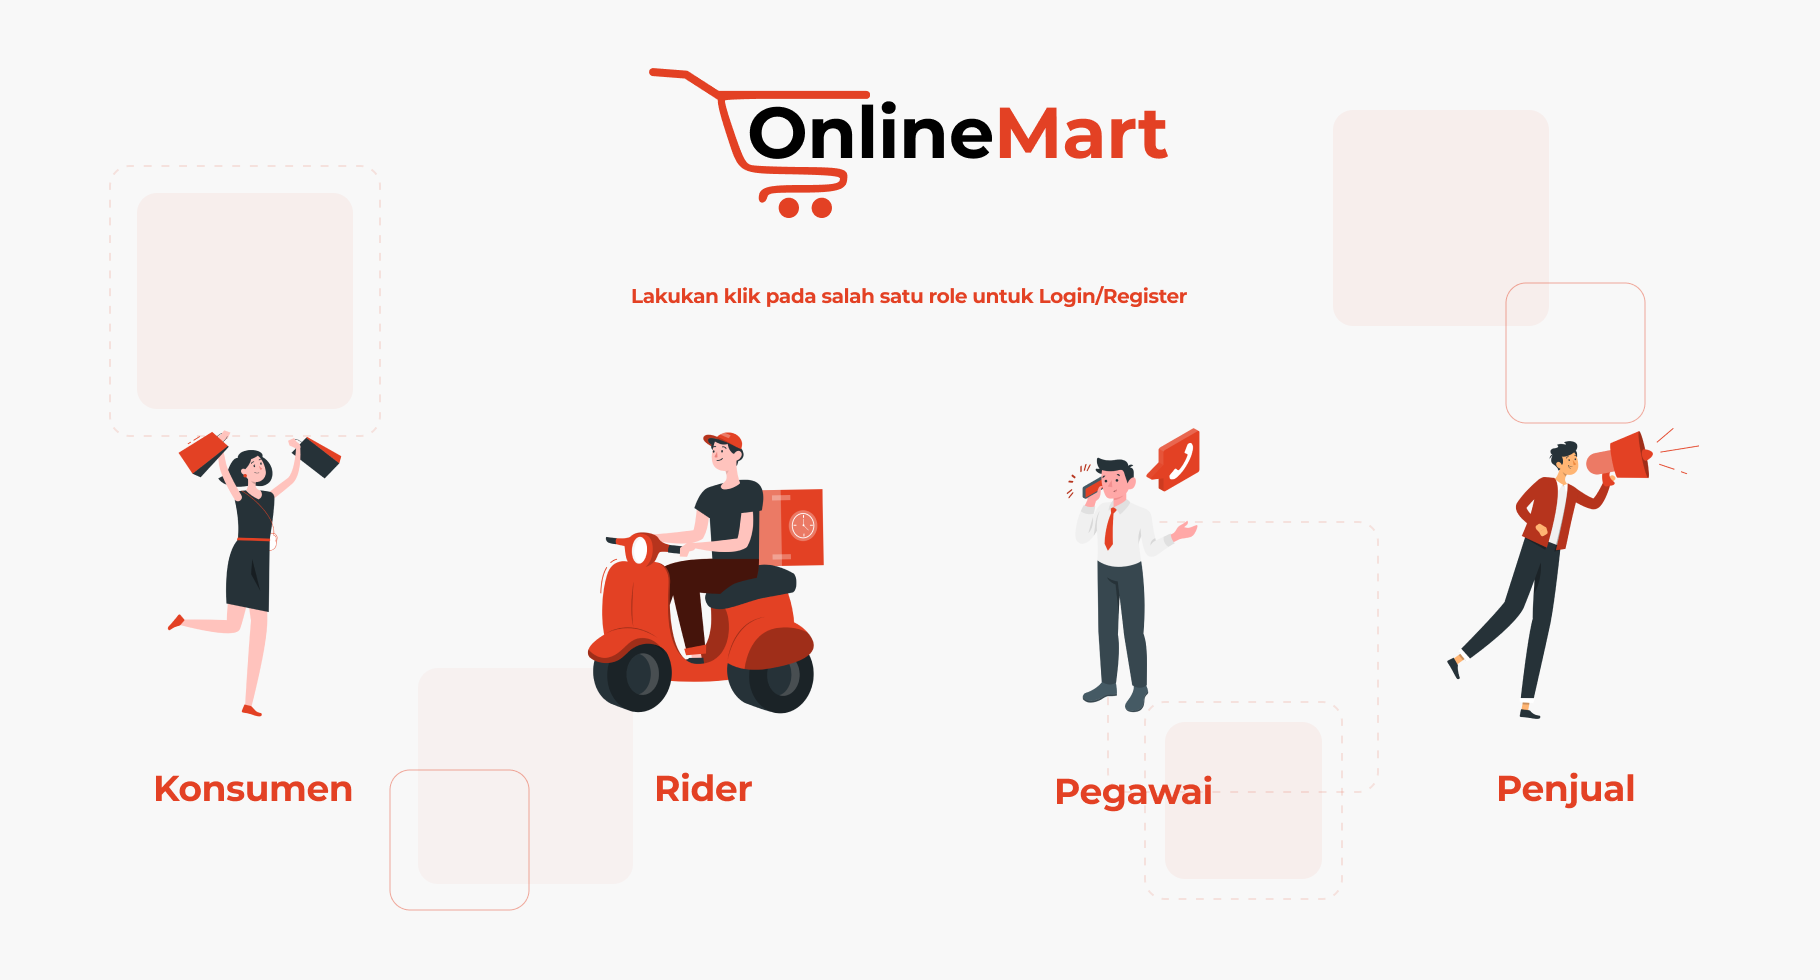 OnlineMart
Lakukan klik pada salah satu role untuk Login/Register
Konsumen
Rider
Pegawai
Penjual